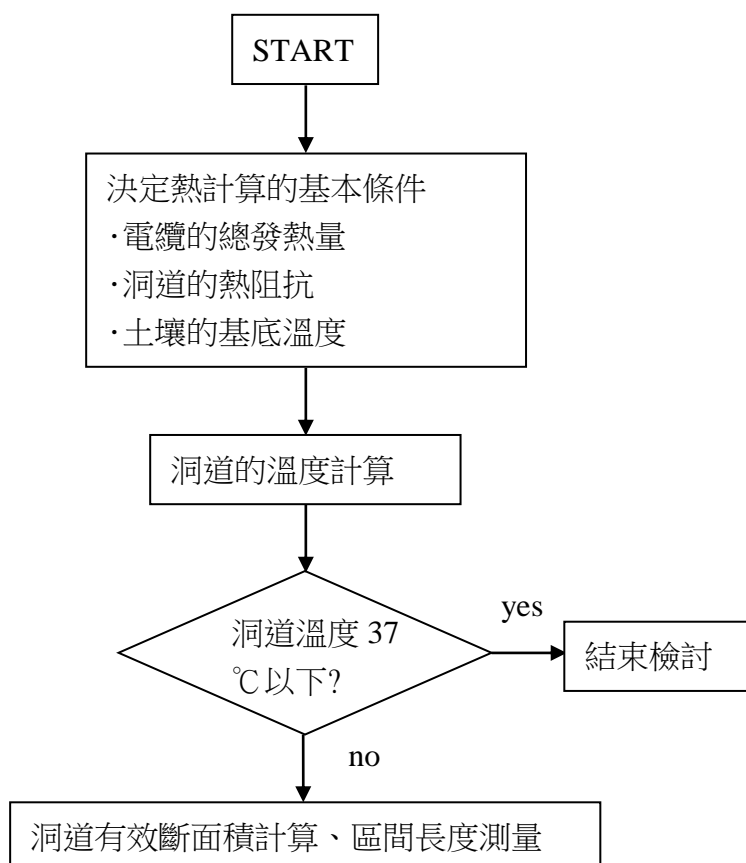 START
決定熱計算的基本條件
·電纜的總發熱量
·洞道的熱阻抗
·土壤的基底溫度
洞道的溫度計算
洞道溫度 37
℃以下?
yes
結束檢討
no
洞道有效斷面積計算、區間長度測量